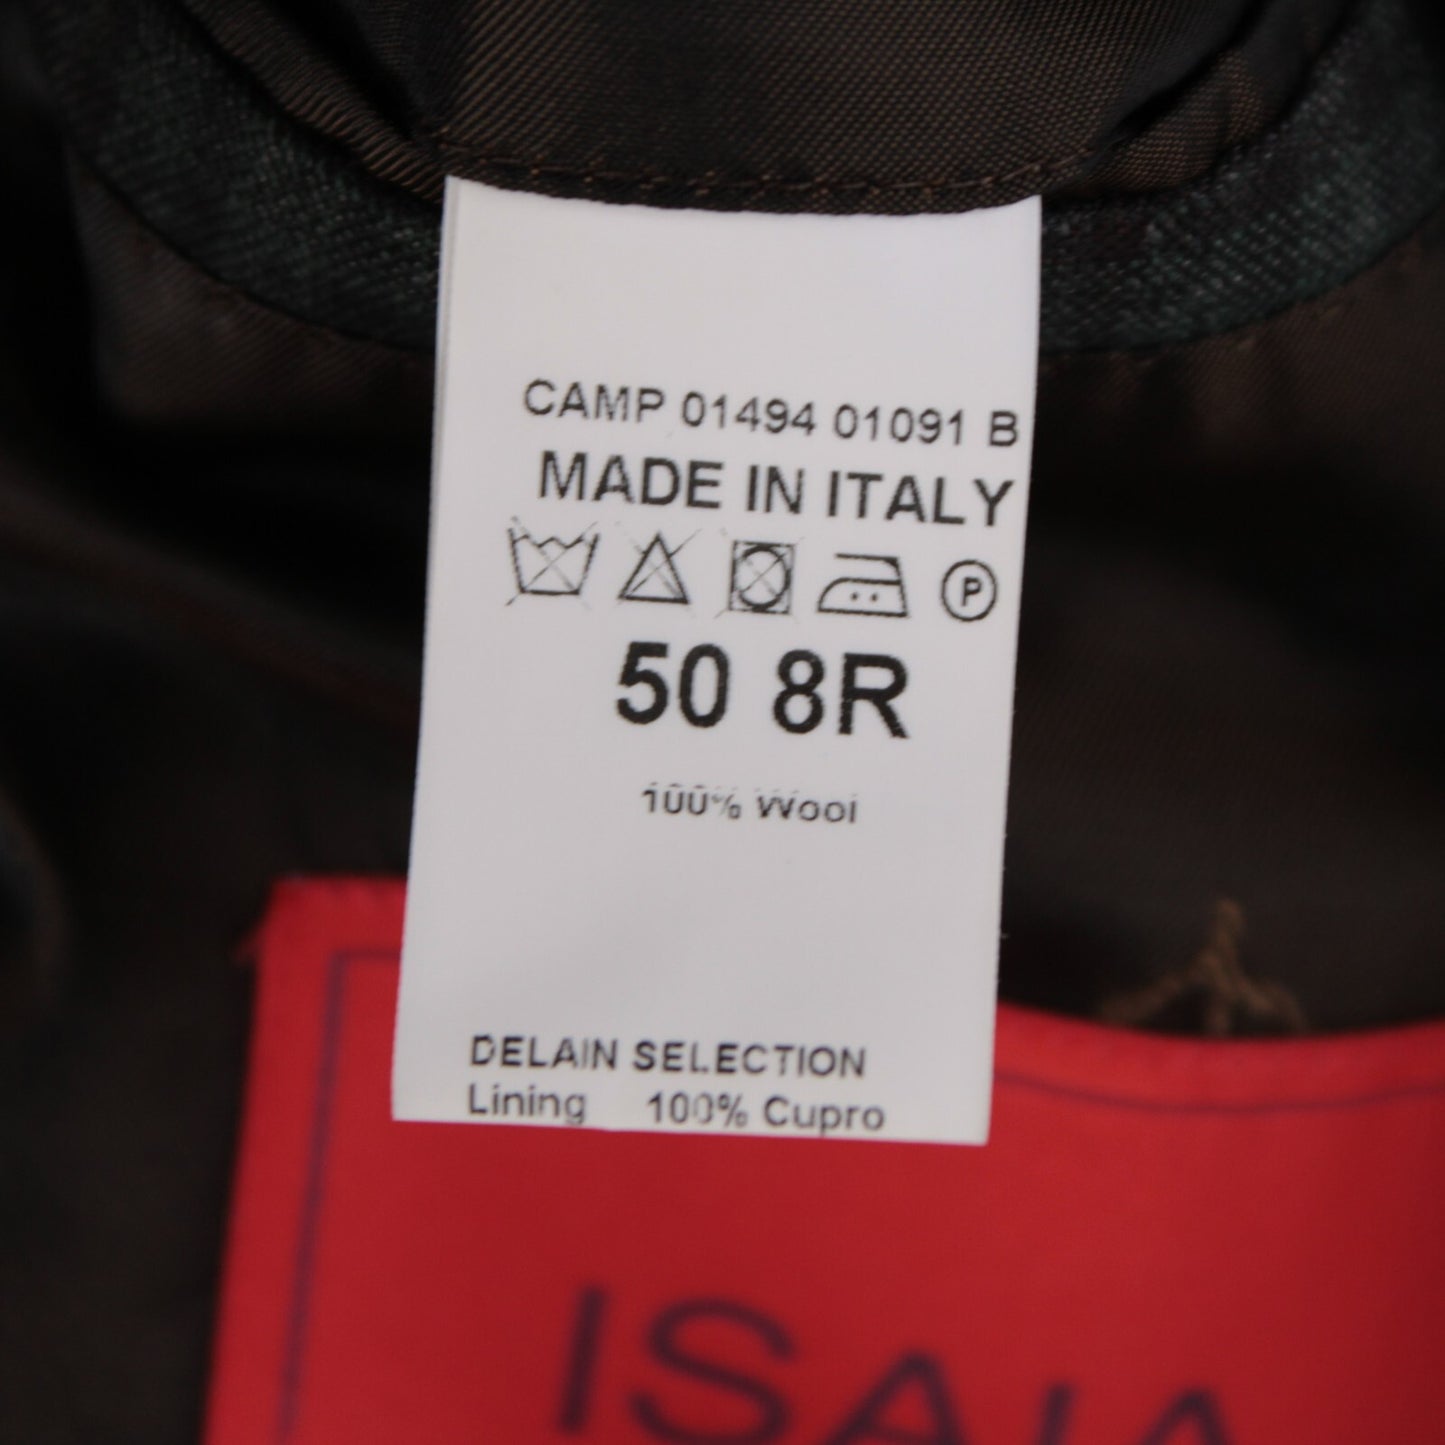 CAMP 01494 01091 B
MADE IN ITALY
P
50 8R
100% Wool
DELAIN SELECTION
Lining 100% Cupro
ISAIA